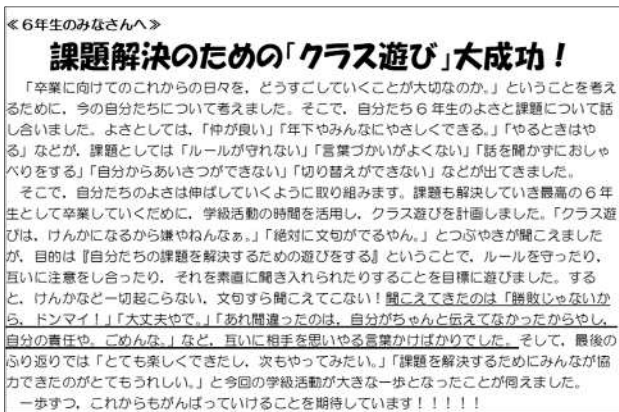 ≪6年生のみなさんへ≫
課題解決のための「クラス遊び」大成功！
「卒業に向けてのこれからの日々を，どうすごしていくことが大切なのか。」ということを考え
るために，今の自分たちについて考えました。そこで，自分たち6年生のよさと課題について話
し合いました。よさとしては，「仲が良い」「年下やみんなにやさしくできる。」「やるときはや
る」などが，課題としては「ルールが守れない」「言葉づかいがよくない」「話を聞かずにおしゃ
べりをする」「自分からあいさつができない」「切り替えができない」などが出てきました。
そこで，自分たちのよさは伸ばしていくように取り組みます。課題も解決していき最高の6年
生として卒業していくだめに，学級活動の時間を活用し，クラス遊びを計画しました。「クラス遊
びは，けんかになるから嫌やねんなぁ。」「絶対に文句がでるやん。」とつぶやきが聞こえました
が，目的は『自分たちの課題を解決するための遊びをする』ということで，ルールを守ったり，
互いに注意をし合ったり，それを素直に聞き入れられたりすることを目標に遊びました。する
と，けんかなど一切起こらない，文句すら聞こえてこない！聞こえてきたのは「勝敗じゃないか
ら，ドンマイ！」「大丈夫やで。」「あれ間違ったのは，自分がちゃんと伝えてなかったからやし，
自分の責任や。ごめんな。」など，互いに相手を思いやる言葉かけばかりでした。そして，最後の
ふり返りでは「とても楽しくできたし，次もやってみたい。」「課題を解決するためにみんなが協
力できたのがとてもうれしい。」と今回の学級活動が大きな一歩となったことが伺えました。
一歩ずつ，これからもがんばっていけることを期待しています！！！！！